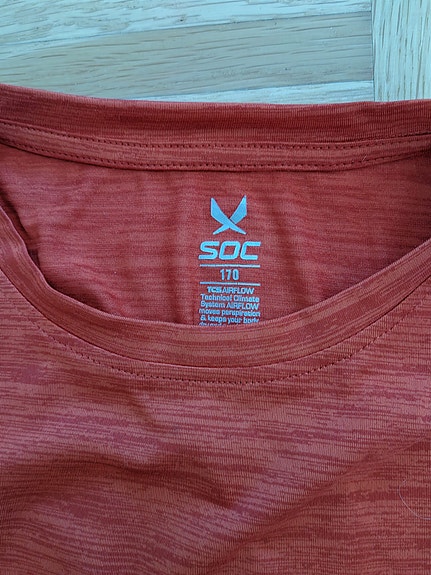 SOC
170
TCS AIRFLOW
Technical Climate
System AIRFLOW
moves perspiration
& keeps your body